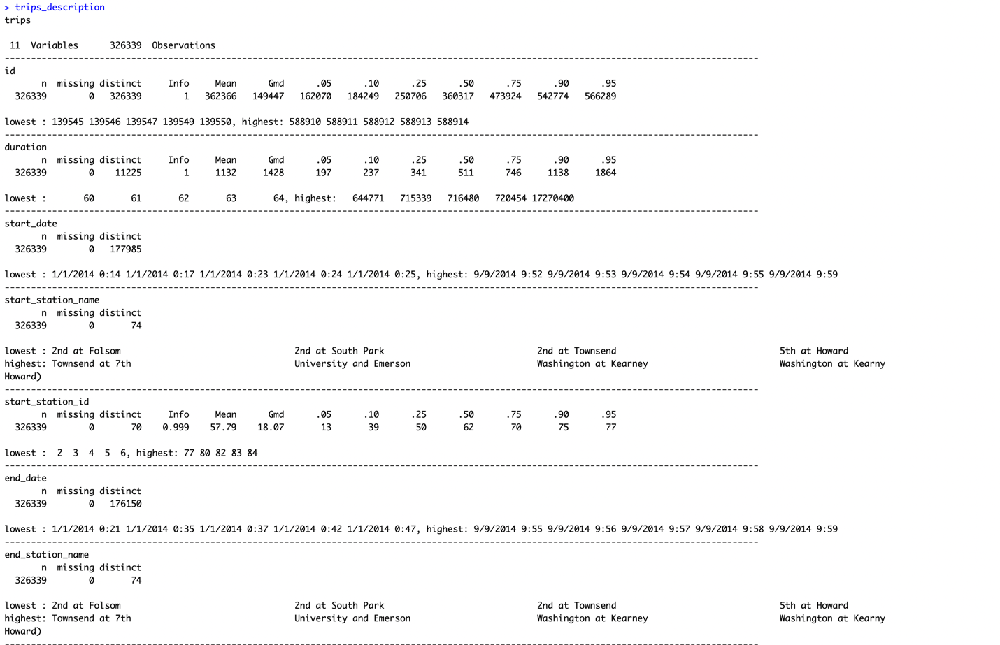 > trips_description
trips
11 Variables 326339 Observations
--------------------------------------------------------------------------------------------------------------------------------------------------
id
n missing distinct Info Mean Gmd .05 .10 .25 .50 .75 .90 .95
326339 0 326339 1 362366 149447 162070 184249 250706 360317 473924 542774 566289
lowest : 139545 139546 139547 139549 139550, highest: 588910 588911 588912 588913 588914
--------------------------------------------------------------------------------------------------------------------------------------------------
duration
n missing distinct Info Mean Gmd .05 .10 .25 .50 .75 .90 .95
326339 0 11225 1 1132 1428 197 237 341 511 746 1138 1864
lowest : 60 61 62 63 64, highest: 644771 715339 716480 720454 17270400
--------------------------------------------------------------------------------------------------------------------------------------------------
start_date
n missing distinct
326339 0 177985
lowest : 1/1/2014 0:14 1/1/2014 0:17 1/1/2014 0:23 1/1/2014 0:24 1/1/2014 0:25, highest: 9/9/2014 9:52 9/9/2014 9:53 9/9/2014 9:54 9/9/2014 9:55 9/9/2014 9:59
--------------------------------------------------------------------------------------------------------------------------------------------------
start_station_name
n missing distinct
326339 0 74
lowest : 2nd at Folsom 2nd at South Park 2nd at Townsend 5th at Howard
highest: Townsend at 7th University and Emerson Washington at Kearney Washington at Kearny
Howard)
--------------------------------------------------------------------------------------------------------------------------------------------------
start_station_id
n missing distinct Info Mean Gmd .05 .10 .25 .50 .75 .90 .95
326339 0 70 0.999 57.79 18.07 13 39 50 62 70 75 77
lowest : 2 3 4 5 6, highest: 77 80 82 83 84
--------------------------------------------------------------------------------------------------------------------------------------------------
end_date
n missing distinct
326339 0 176150
lowest : 1/1/2014 0:21 1/1/2014 0:35 1/1/2014 0:37 1/1/2014 0:42 1/1/2014 0:47, highest: 9/9/2014 9:55 9/9/2014 9:56 9/9/2014 9:57 9/9/2014 9:58 9/9/2014 9:59
--------------------------------------------------------------------------------------------------------------------------------------------------
end_station_name
n missing distinct
326339 0 74
lowest : 2nd at Folsom 2nd at South Park 2nd at Townsend 5th at Howard
highest: Townsend at 7th University and Emerson Washington at Kearney Washington at Kearny
Howard)
--------------------------------------------------------------------------------------------------------------------------------------------------